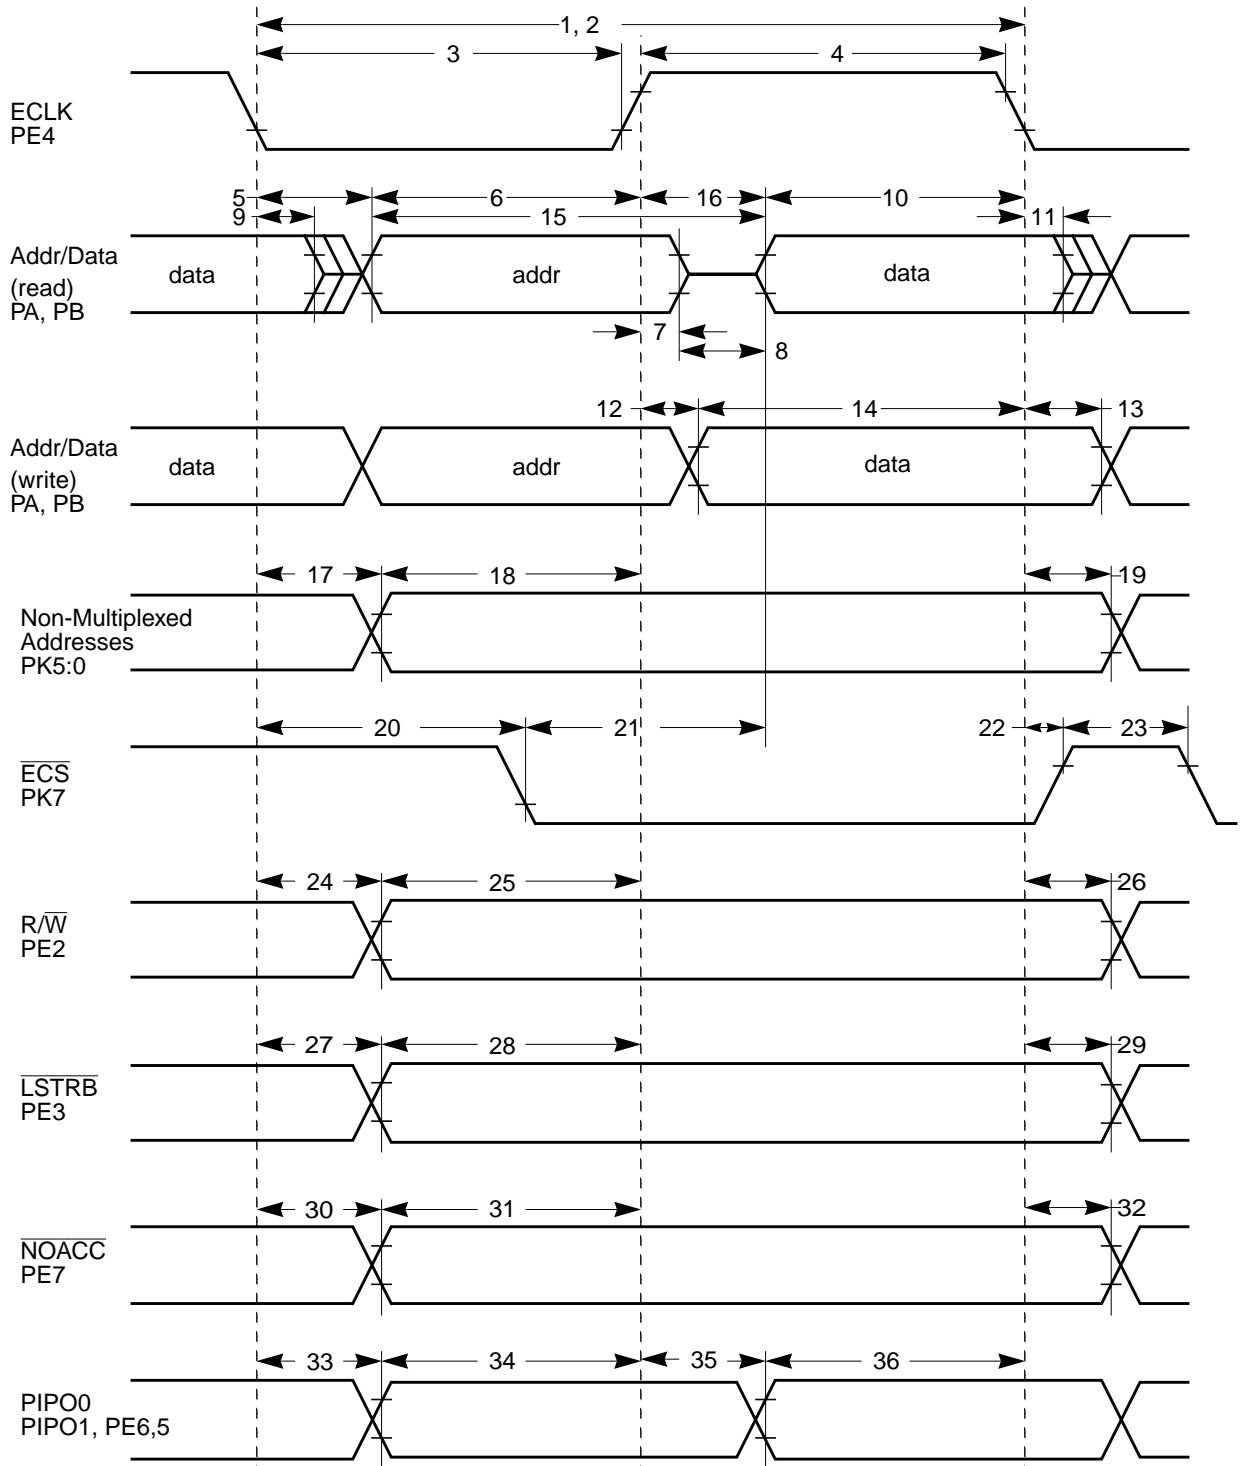 1, 2
3 4
ECLK
PE4
5 6 16 10
9 15 11
Addr/Data
(read)
PA, PB
data addr data
7
8
12 14 13
Addr/Data
(write)
PA, PB
data addr data
17 18 19
Non-Multiplexed
Addresses
PK5:0
20 21 22 23
ECS
PK7
24 25 26
R/W
PE2
27 28 29
LSTRB
PE3
30 31 32
NOACC
PE7
33 34 35 36
PIPO0
PIPO1, PE6,5